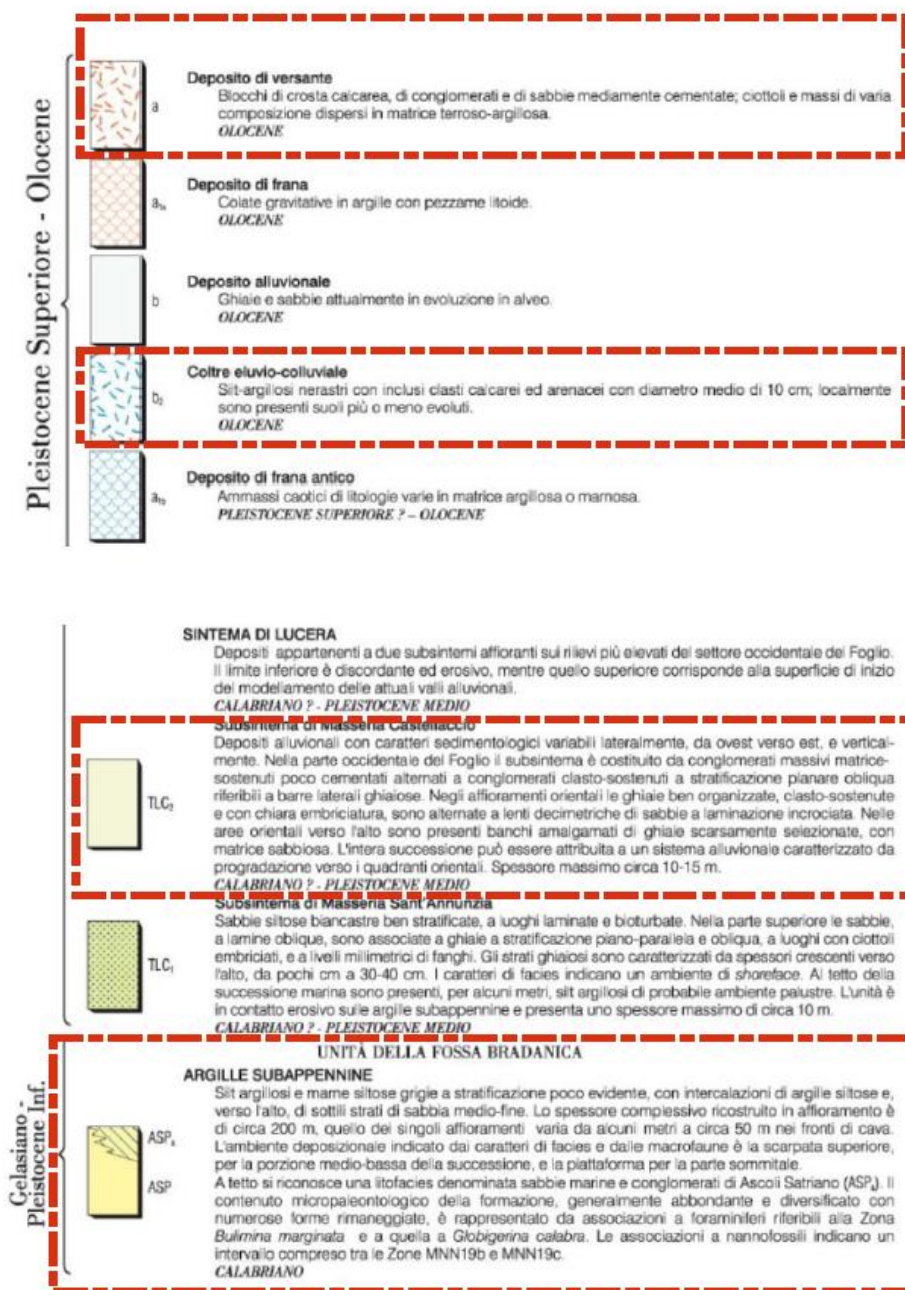 Pleistocene Superiore - Olocene
a
Deposito di versante
Blocchi di crosta calcarea, di conglomerati e di sabbie mediamente cementate; ciottoli e massi di varia
composizione dispersi in matrice terroso-argillosa.
OLOCENE
a1a
Deposito di frana
Colate gravitative in argille con pezzame litoide.
OLOCENE
b
Deposito alluvionale
Ghiaie e sabbie attualmente in evoluzione in alveo.
OLOCENE
b2
Coltre eluvio-colluviale
Silt-argillosi nerastri con inclusi clasti calcarei ed arenacei con diametro medio di 10 cm; localmente
sono presenti suoli più o meno evoluti.
OLOCENE
a1b
Deposito di frana antico
Ammassi caotici di litologie varie in matrice argillosa o marnosa.
PLEISTOCENE SUPERIORE ? – OLOCENE
SINTEMA DI LUCERA
Depositi appartenenti a due subsintemi affioranti sui rilievi più elevati del settore occidentale del Foglio.
Il limite inferiore è discordante ed erosivo, mentre quello superiore corrisponde alla superficie di inizio
del modellamento delle attuali valli alluvionali.
CALABRIANO ? - PLEISTOCENE MEDIO
TLC2
Subsintema di Masseria Castellaccio
Depositi alluvionali con caratteri sedimentologici variabili lateralmente, da ovest verso est, e vertical-
mente. Nella parte occidentale del Foglio il subsintema è costituito da conglomerati massivi matrice-
sostenuti poco cementati alternati a conglomerati clasto-sostenuti a stratificazione planare obliqua
riferibili a barre laterali ghiaiose. Negli affioramenti orientali le ghiaie ben organizzate, clasto-sostenute
e con chiara embriciatura, sono alternate a lenti decimetriche di sabbie a laminazione incrociata. Nelle
aree orientali verso l'alto sono presenti banchi amalgamati di ghiaie scarsamente selezionate, con
matrice sabbiosa. L'intera successione può essere attribuita a un sistema alluvionale caratterizzato da
progradazione verso i quadranti orientali. Spessore massimo circa 10-15 m.
CALABRIANO ? - PLEISTOCENE MEDIO
TLC1
Subsintema di Masseria Sant'Annunzia
Sabbie siltose biancastre ben stratificate, a luoghi laminate e bioturbate. Nella parte superiore le sabbie,
a lamine oblique, sono associate a ghiaie a stratificazione piano-parallela e obliqua, a luoghi con ciottoli
embriciati, e a livelli millimetrici di fanghi. Gli strati ghiaiosi sono caratterizzati da spessori crescenti verso
l'alto, da pochi cm a 30-40 cm. I caratteri di facies indicano un ambiente di shoreface. Al tetto della
successione marina sono presenti, per alcuni metri, silt argillosi di probabile ambiente palustre. L'unità è
in contatto erosivo sulle argille subappennine e presenta uno spessore massimo di circa 10 m.
CALABRIANO ? - PLEISTOCENE MEDIO
UNITÀ DELLA FOSSA BRADANICA
Gelasiano -
Pleistocene Inf.
ASPa
ASP
ARGILLE SUBAPPENNINE
Silt argillosi e marne siltose grigie a stratificazione poco evidente, con intercalazioni di argille siltose e,
verso l'alto, di sottili strati di sabbia medio-fine. Lo spessore complessivo ricostruito in affioramento è
di circa 200 m, quello dei singoli affioramenti varia da alcuni metri a circa 50 m nei fronti di cava.
L'ambiente deposizionale indicato dai caratteri di facies e dalle macrofaune è la scarpata superiore,
per la porzione medio-bassa della successione, e la piattaforma per la parte sommitale.
A tetto si riconosce una litofacies denominata sabbie marine e conglomerati di Ascoli Satriano (ASPa). Il
contenuto micropaleontologico della formazione, generalmente abbondante e diversificato con
numerose forme rimaneggiate, è rappresentato da associazioni a foraminiferi riferibili alla Zona
Bulimina marginata e a quella a Globigerina calabra. Le associazioni a nannofossili indicano un
intervallo compreso tra le Zone MNN19b e MNN19c.
CALABRIANO